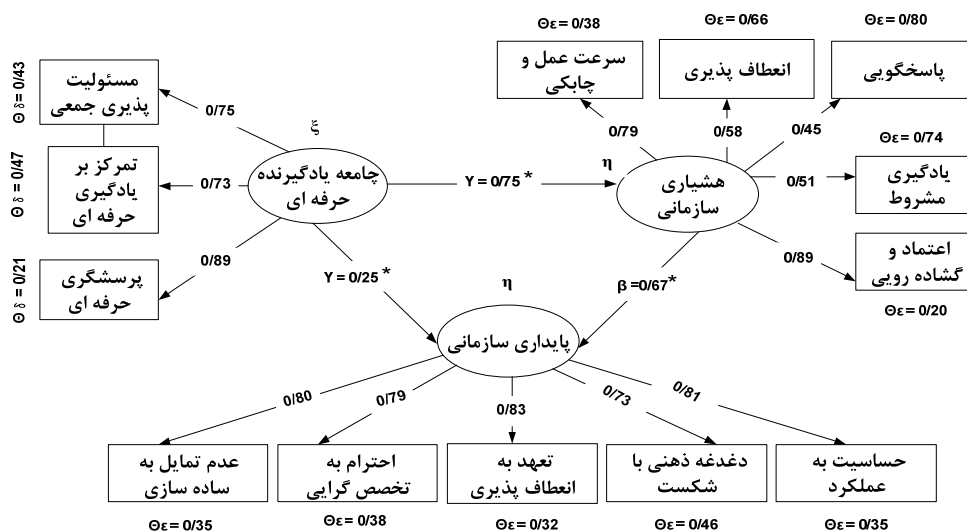 Θε = 0/38
Θε = 0/66
Θε = 0/80
سرعت عمل و
چابکی
انعطاف پذیری
پاسخگویی
0/79
0/58
0/45
Θε = 0/74
یادگیری
مشروط
0/51
اعتماد و
گشاده رویی
0/89
Θε = 0/20
η
هشیاری
سازمانی
Θ δ = 0/43
مسئولیت
پذیری جمعی
0/75
Θ δ = 0/47
تمرکز بر
یادگیری
حرفه ای
0/73
Θ δ = 0/21
پرسشگری
حرفه ای
0/89
ξ
جامعه یادگیرنده
حرفه ای
Υ = 0/75 *
Υ = 0/25 *
β =0/67 *
η
پایداری سازمانی
0/80
0/79
0/83
0/73
0/81
عدم تمایل به
ساده سازی
احترام به
تخصص گرایی
تعهد به
انعطاف پذیری
دغدغه ذهنی با
شکست
حساسیت به
عملکرد
Θε = 0/35
Θε = 0/38
Θε = 0/32
Θε = 0/46
Θε = 0/35